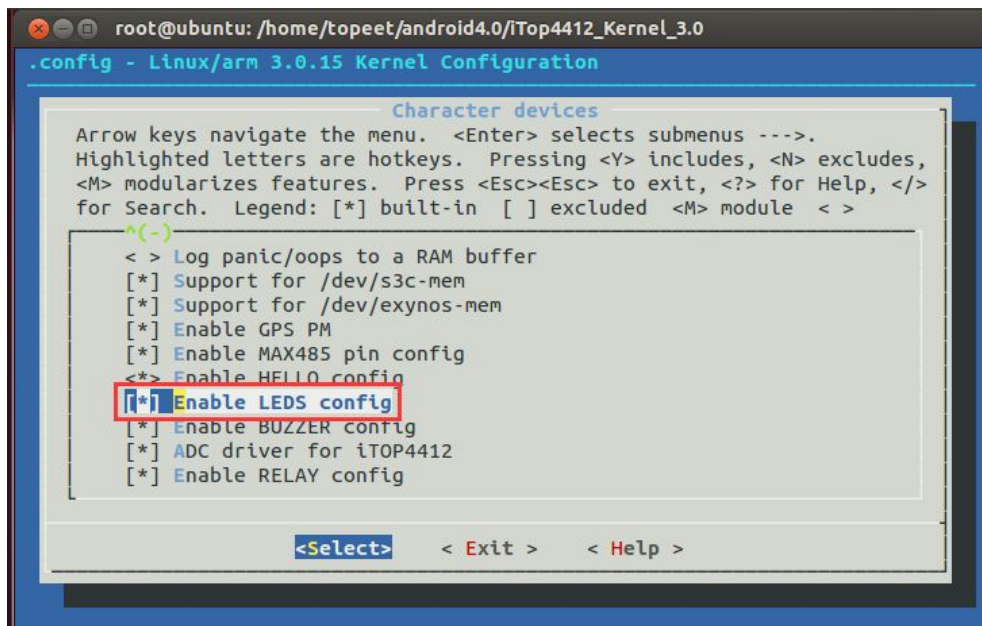 root@ubuntu: /home/topeet/android4.0/iTop4412_Kernel_3.0
.config - Linux/arm 3.0.15 Kernel Configuration
Character devices
Arrow keys navigate the menu.  <Enter> selects submenus --->.
Highlighted letters are hotkeys.  Pressing <Y> includes, <N> excludes,
<M> modularizes features.  Press <Esc><Esc> to exit, <?> for Help, </>
for Search.  Legend: [*] built-in  [ ] excluded  <M> module  < >
^(-)
< > Log panic/oops to a RAM buffer
[*] Support for /dev/s3c-mem
[*] Support for /dev/exynos-mem
[*] Enable GPS PM
[*] Enable MAX485 pin config
<*> Enable HELLO config
[*] Enable LEDS config
[*] Enable BUZZER config
[*] ADC driver for iTOP4412
[*] Enable RELAY config
<Select>    < Exit >    < Help >